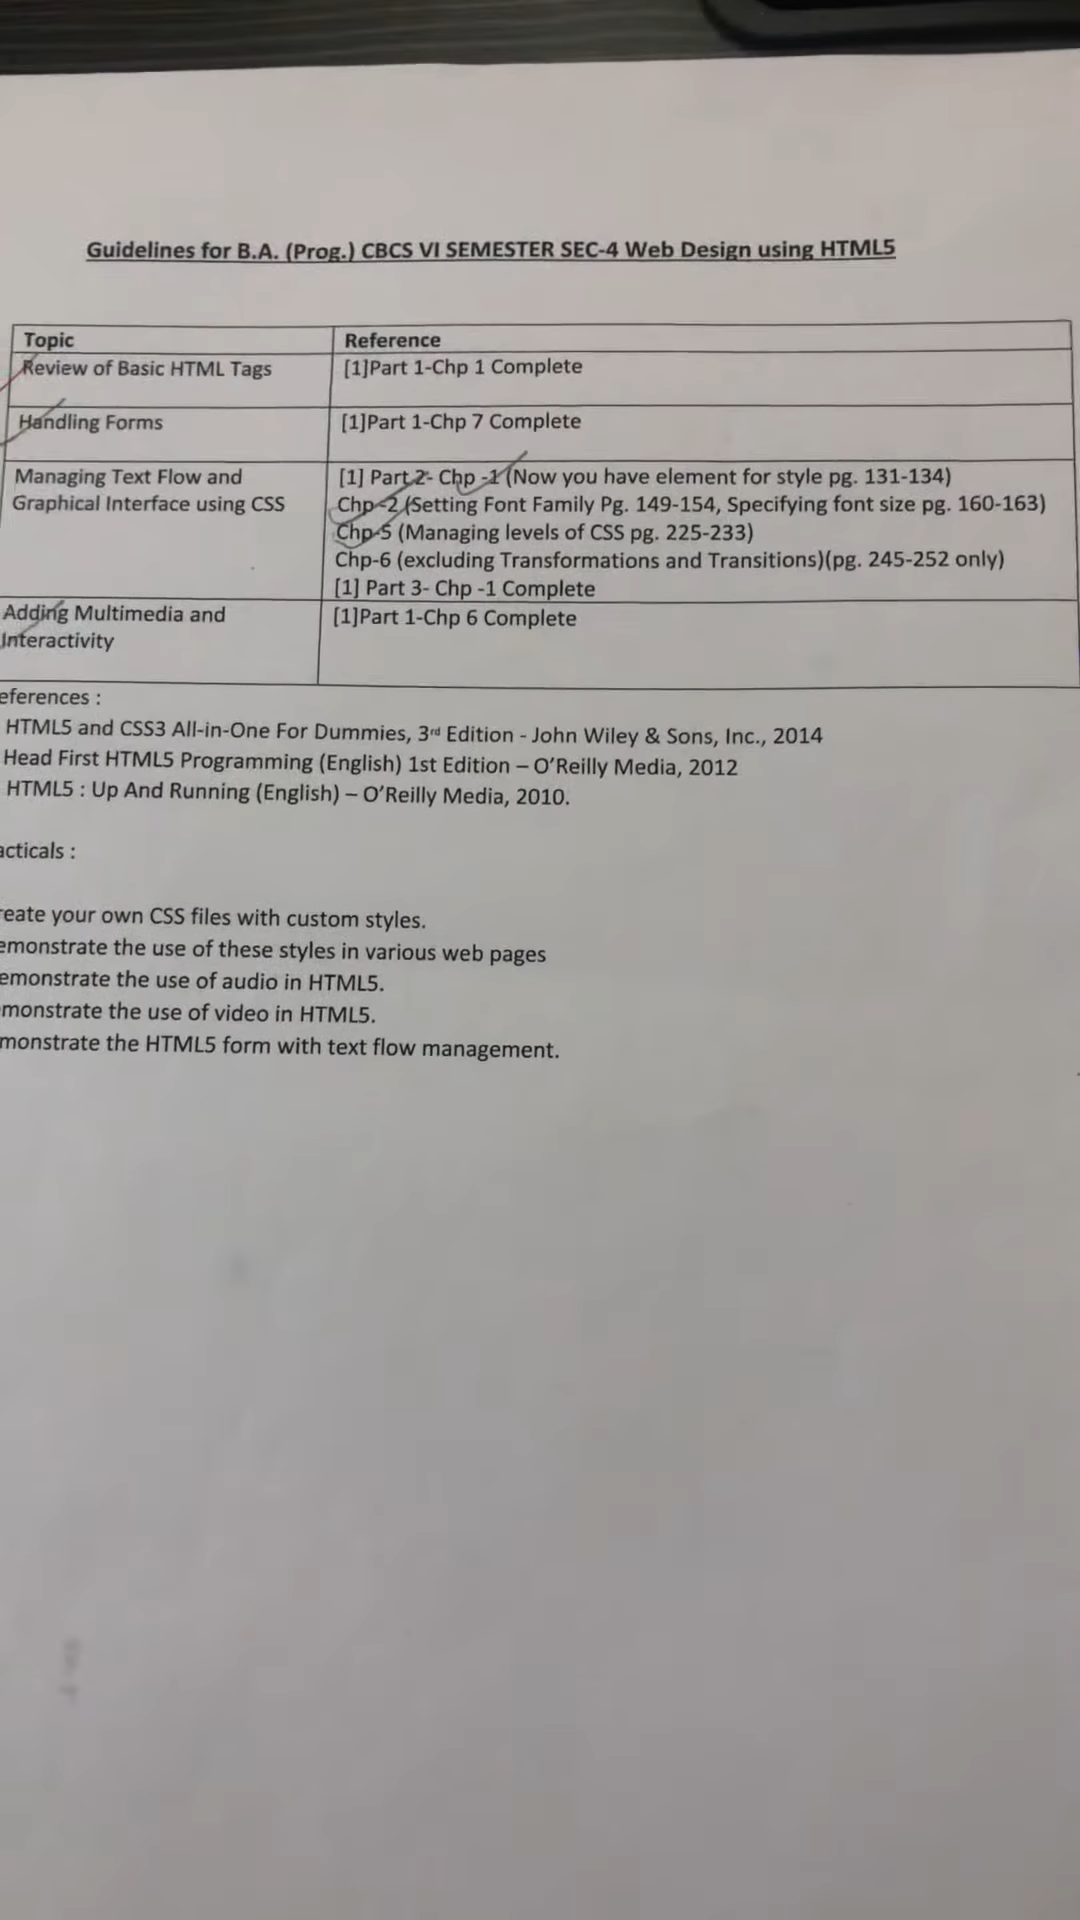 Guidelines for B.A. (Prog.) CBCS VI SEMESTER SEC-4 Web Design using HTML5
Topic Reference
Review of Basic HTML Tags [1]Part 1-Chp 1 Complete
Handling Forms [1]Part 1-Chp 7 Complete
Managing Text Flow and [1] Part 2- Chp -1 (Now you have element for style pg. 131-134)
Graphical Interface using CSS Chp-2 (Setting Font Family Pg. 149-154, Specifying font size pg. 160-163)
Chp-5 (Managing levels of CSS pg. 225-233)
Chp-6 (excluding Transformations and Transitions)(pg. 245-252 only)
[1] Part 3- Chp -1 Complete
Adding Multimedia and [1]Part 1-Chp 6 Complete
Interactivity
eferences :
HTML5 and CSS3 All-in-One For Dummies, 3rd Edition - John Wiley & Sons, Inc., 2014
Head First HTML5 Programming (English) 1st Edition – O'Reilly Media, 2012
HTML5 : Up And Running (English) – O'Reilly Media, 2010.
acticals :
reate your own CSS files with custom styles.
emonstrate the use of these styles in various web pages
emonstrate the use of audio in HTML5.
monstrate the use of video in HTML5.
monstrate the HTML5 form with text flow management.